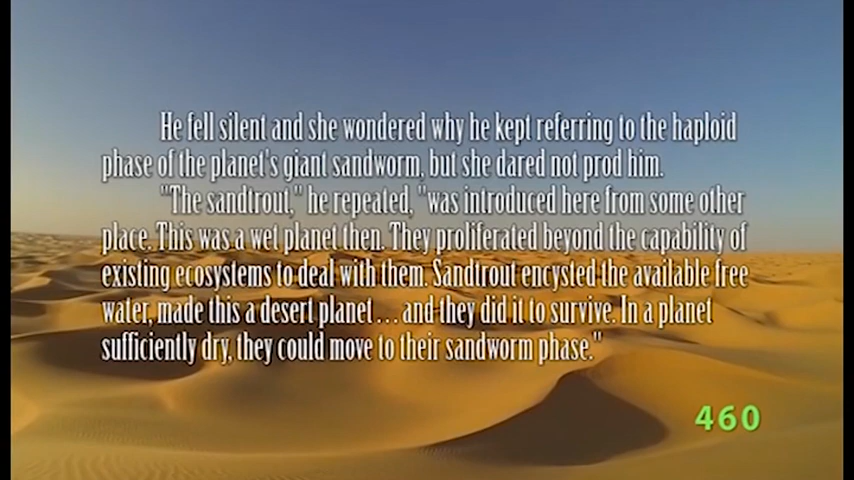 He fell silent and she wondered why he kept referring to the haploid
phase of the planet's giant sandworm, but she dared not prod him.
"The sandtrout," he repeated, "was introduced here from some other
place. This was a wet planet then. They proliferated beyond the capability of
existing ecosystems to deal with them. Sandtrout encysted the available free
water, made this a desert planet . . . and they did it to survive. In a planet
sufficiently dry, they could move to their sandworm phase."
460